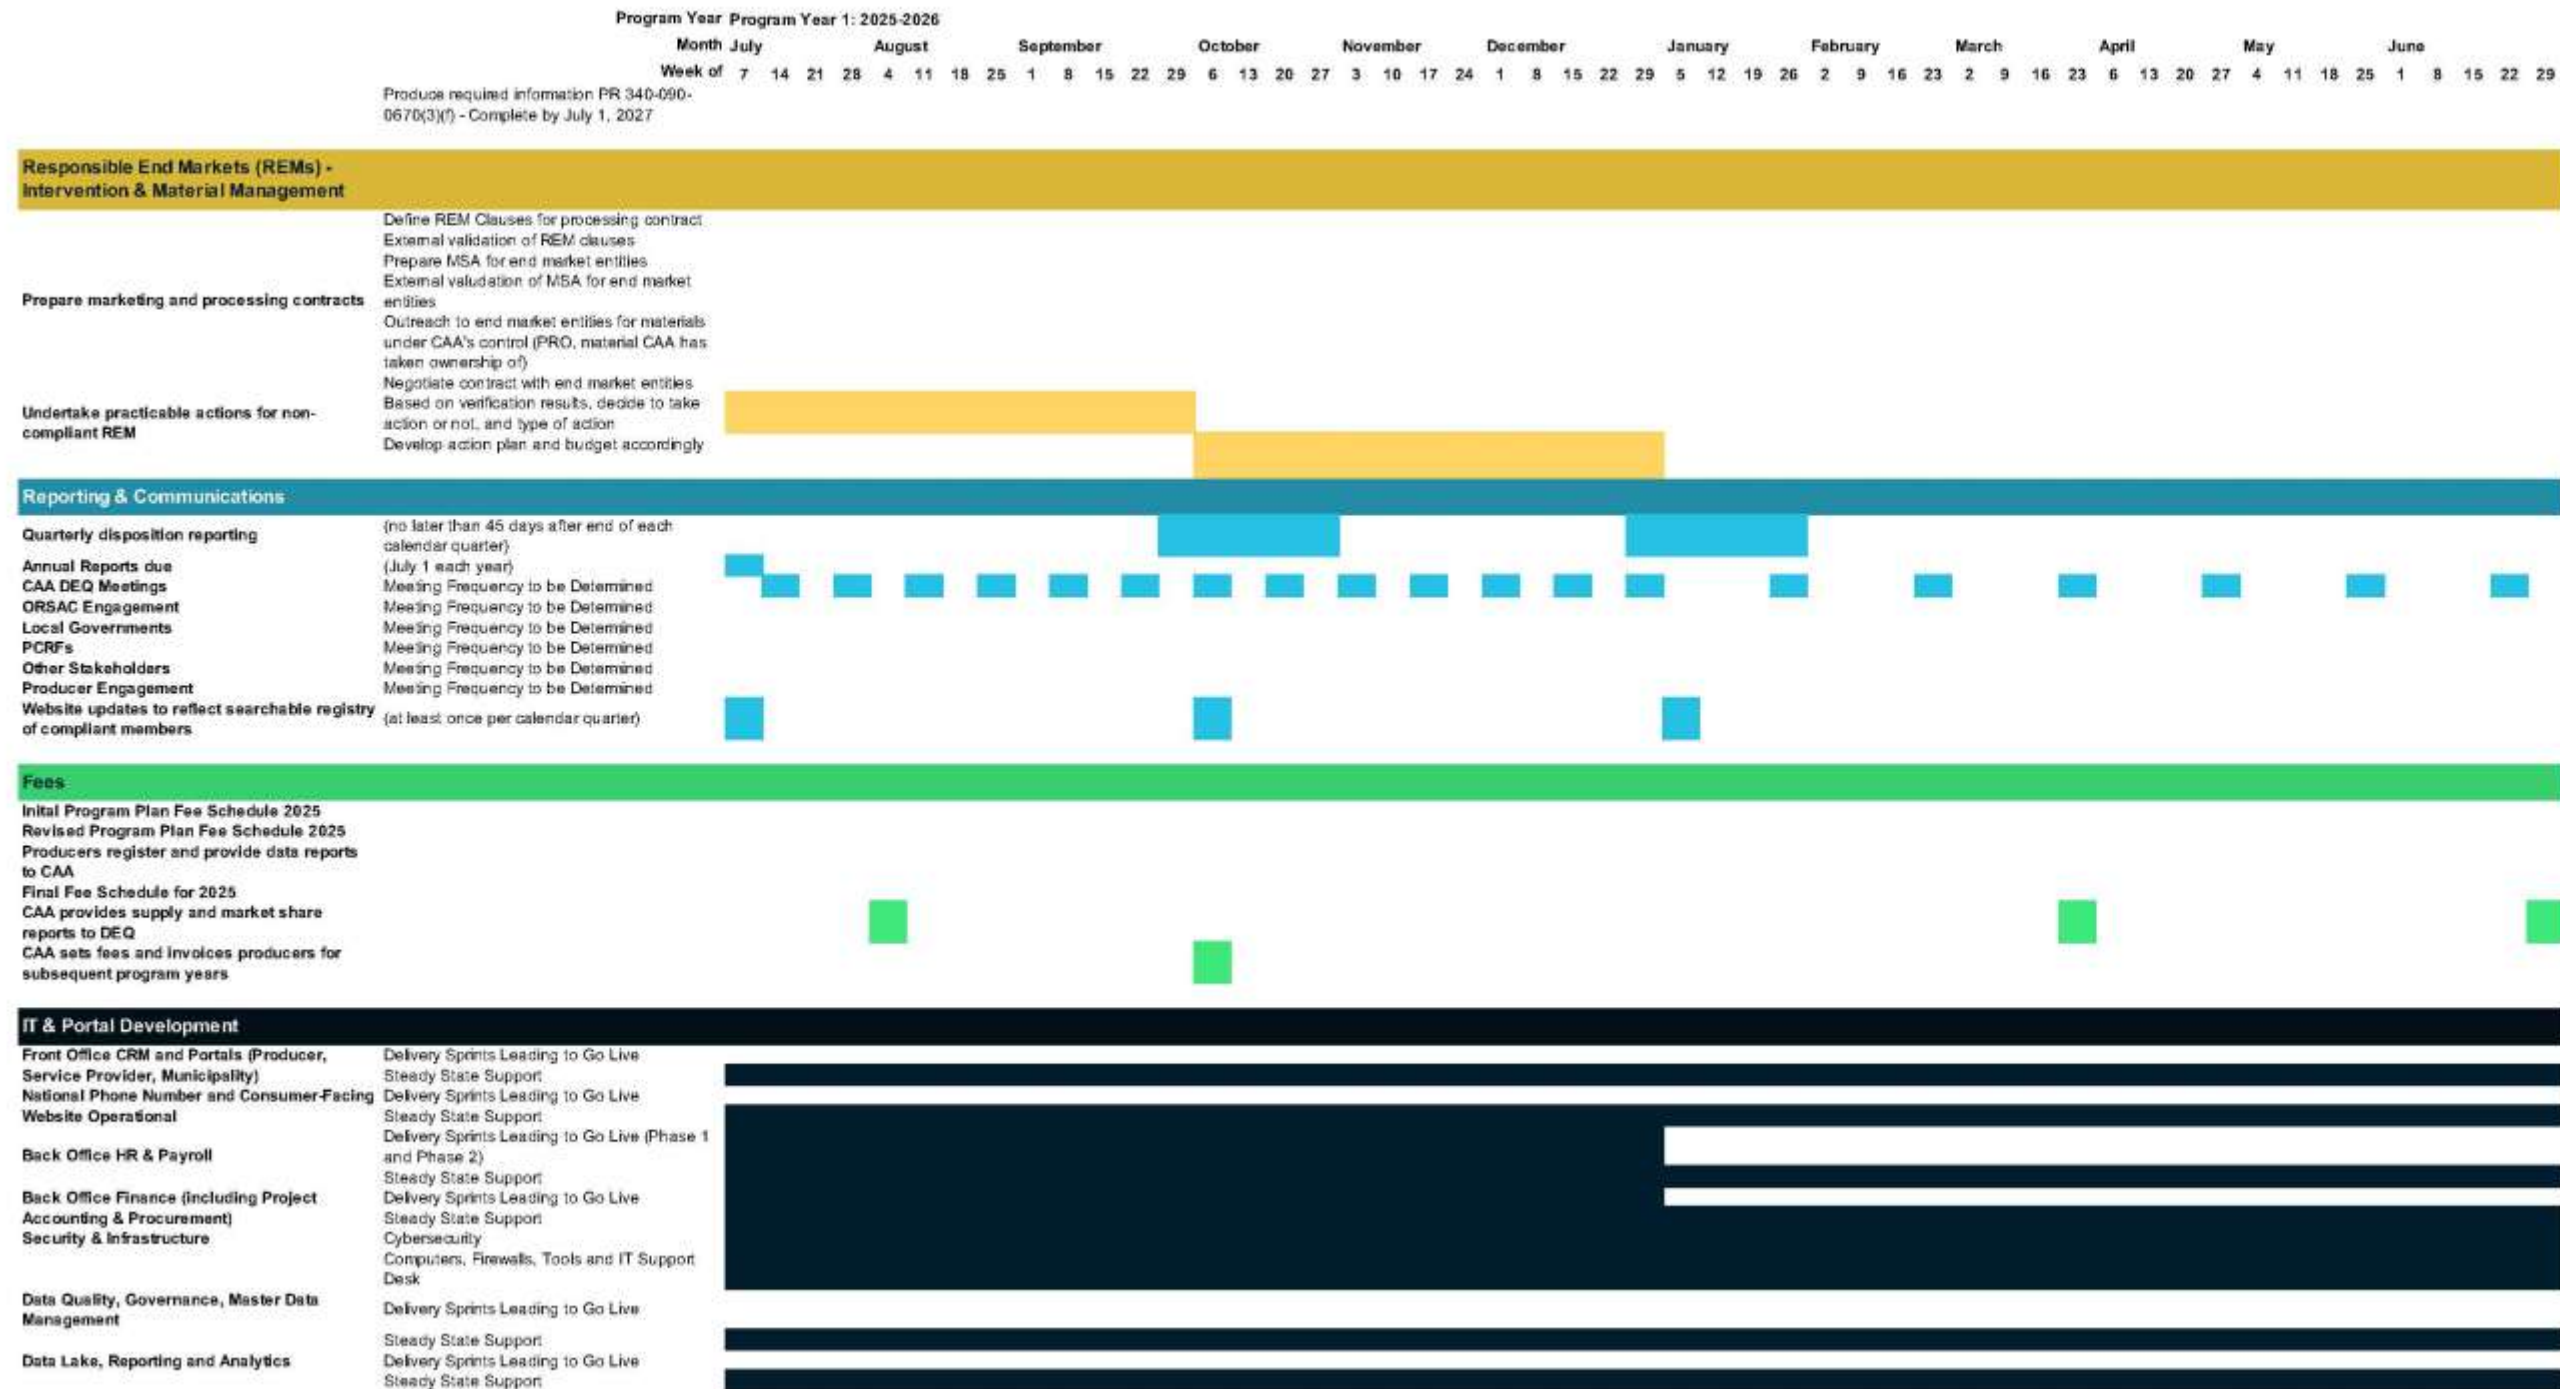 Program Year Program Year 1: 2025-2026
Month July August September October November December January February March April May June
Week of 7 14 21 28 4 11 18 25 1 8 15 22 29 6 13 20 27 3 10 17 24 1 8 15 22 29 5 12 19 26 2 9 16 23 2 9 16 23 6 13 20 27 4 11 18 25 1 8 15 22 29
Produce required information PR 340-090-
0670(3)(f) - Complete by July 1, 2027
Responsible End Markets (REMs) -
Intervention & Material Management
Define REM Clauses for processing contract
External validation of REM clauses
Prepare MSA for end market entities
External valudation of MSA for end market
Prepare marketing and processing contracts entities
Outreach to end market entities for materials
under CAA's control (PRO, material CAA has
taken ownership of)
Negotiate contract with end market entities
Undertake practicable actions for non-
compliant REM
Based on verification results, decide to take
action or not, and type of action
Develop action plan and budget accordingly
Reporting & Communications
Quarterly disposition reporting
(no later than 45 days after end of each
calendar quarter)
Annual Reports due (July 1 each year)
CAA DEQ Meetings Meeting Frequency to be Determined
ORSAC Engagement Meeting Frequency to be Determined
Local Governments Meeting Frequency to be Determined
PCRFs Meeting Frequency to be Determined
Other Stakeholders Meeting Frequency to be Determined
Producer Engagement Meeting Frequency to be Determined
Website updates to reflect searchable registry
of compliant members
(at least once per calendar quarter)
Fees
Inital Program Plan Fee Schedule 2025
Revised Program Plan Fee Schedule 2025
Producers register and provide data reports
to CAA
Final Fee Schedule for 2025
CAA provides supply and market share
reports to DEQ
CAA sets fees and invoices producers for
subsequent program years
IT & Portal Development
Front Office CRM and Portals (Producer, Delivery Sprints Leading to Go Live
Service Provider, Municipality) Steady State Support
National Phone Number and Consumer-Facing Delivery Sprints Leading to Go Live
Website Operational Steady State Support
Delivery Sprints Leading to Go Live (Phase 1
Back Office HR & Payroll and Phase 2)
Steady State Support
Back Office Finance (including Project Delivery Sprints Leading to Go Live
Accounting & Procurement) Steady State Support
Security & Infrastructure Cybersecurity
Computers, Firewalls, Tools and IT Support
Desk
Data Quality, Governance, Master Data
Management
Delivery Sprints Leading to Go Live
Steady State Support
Data Lake, Reporting and Analytics Delivery Sprints Leading to Go Live
Steady State Support